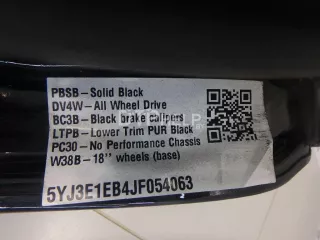 PBSB – Solid Black
DV4W – All Wheel Drive
BC3B – Black brake calipers
LTPB – Lower Trim PUR Black
PC30 – No Performance Chassis
W38B – 18" wheels (base)
5YJ3E1EB4JF054063